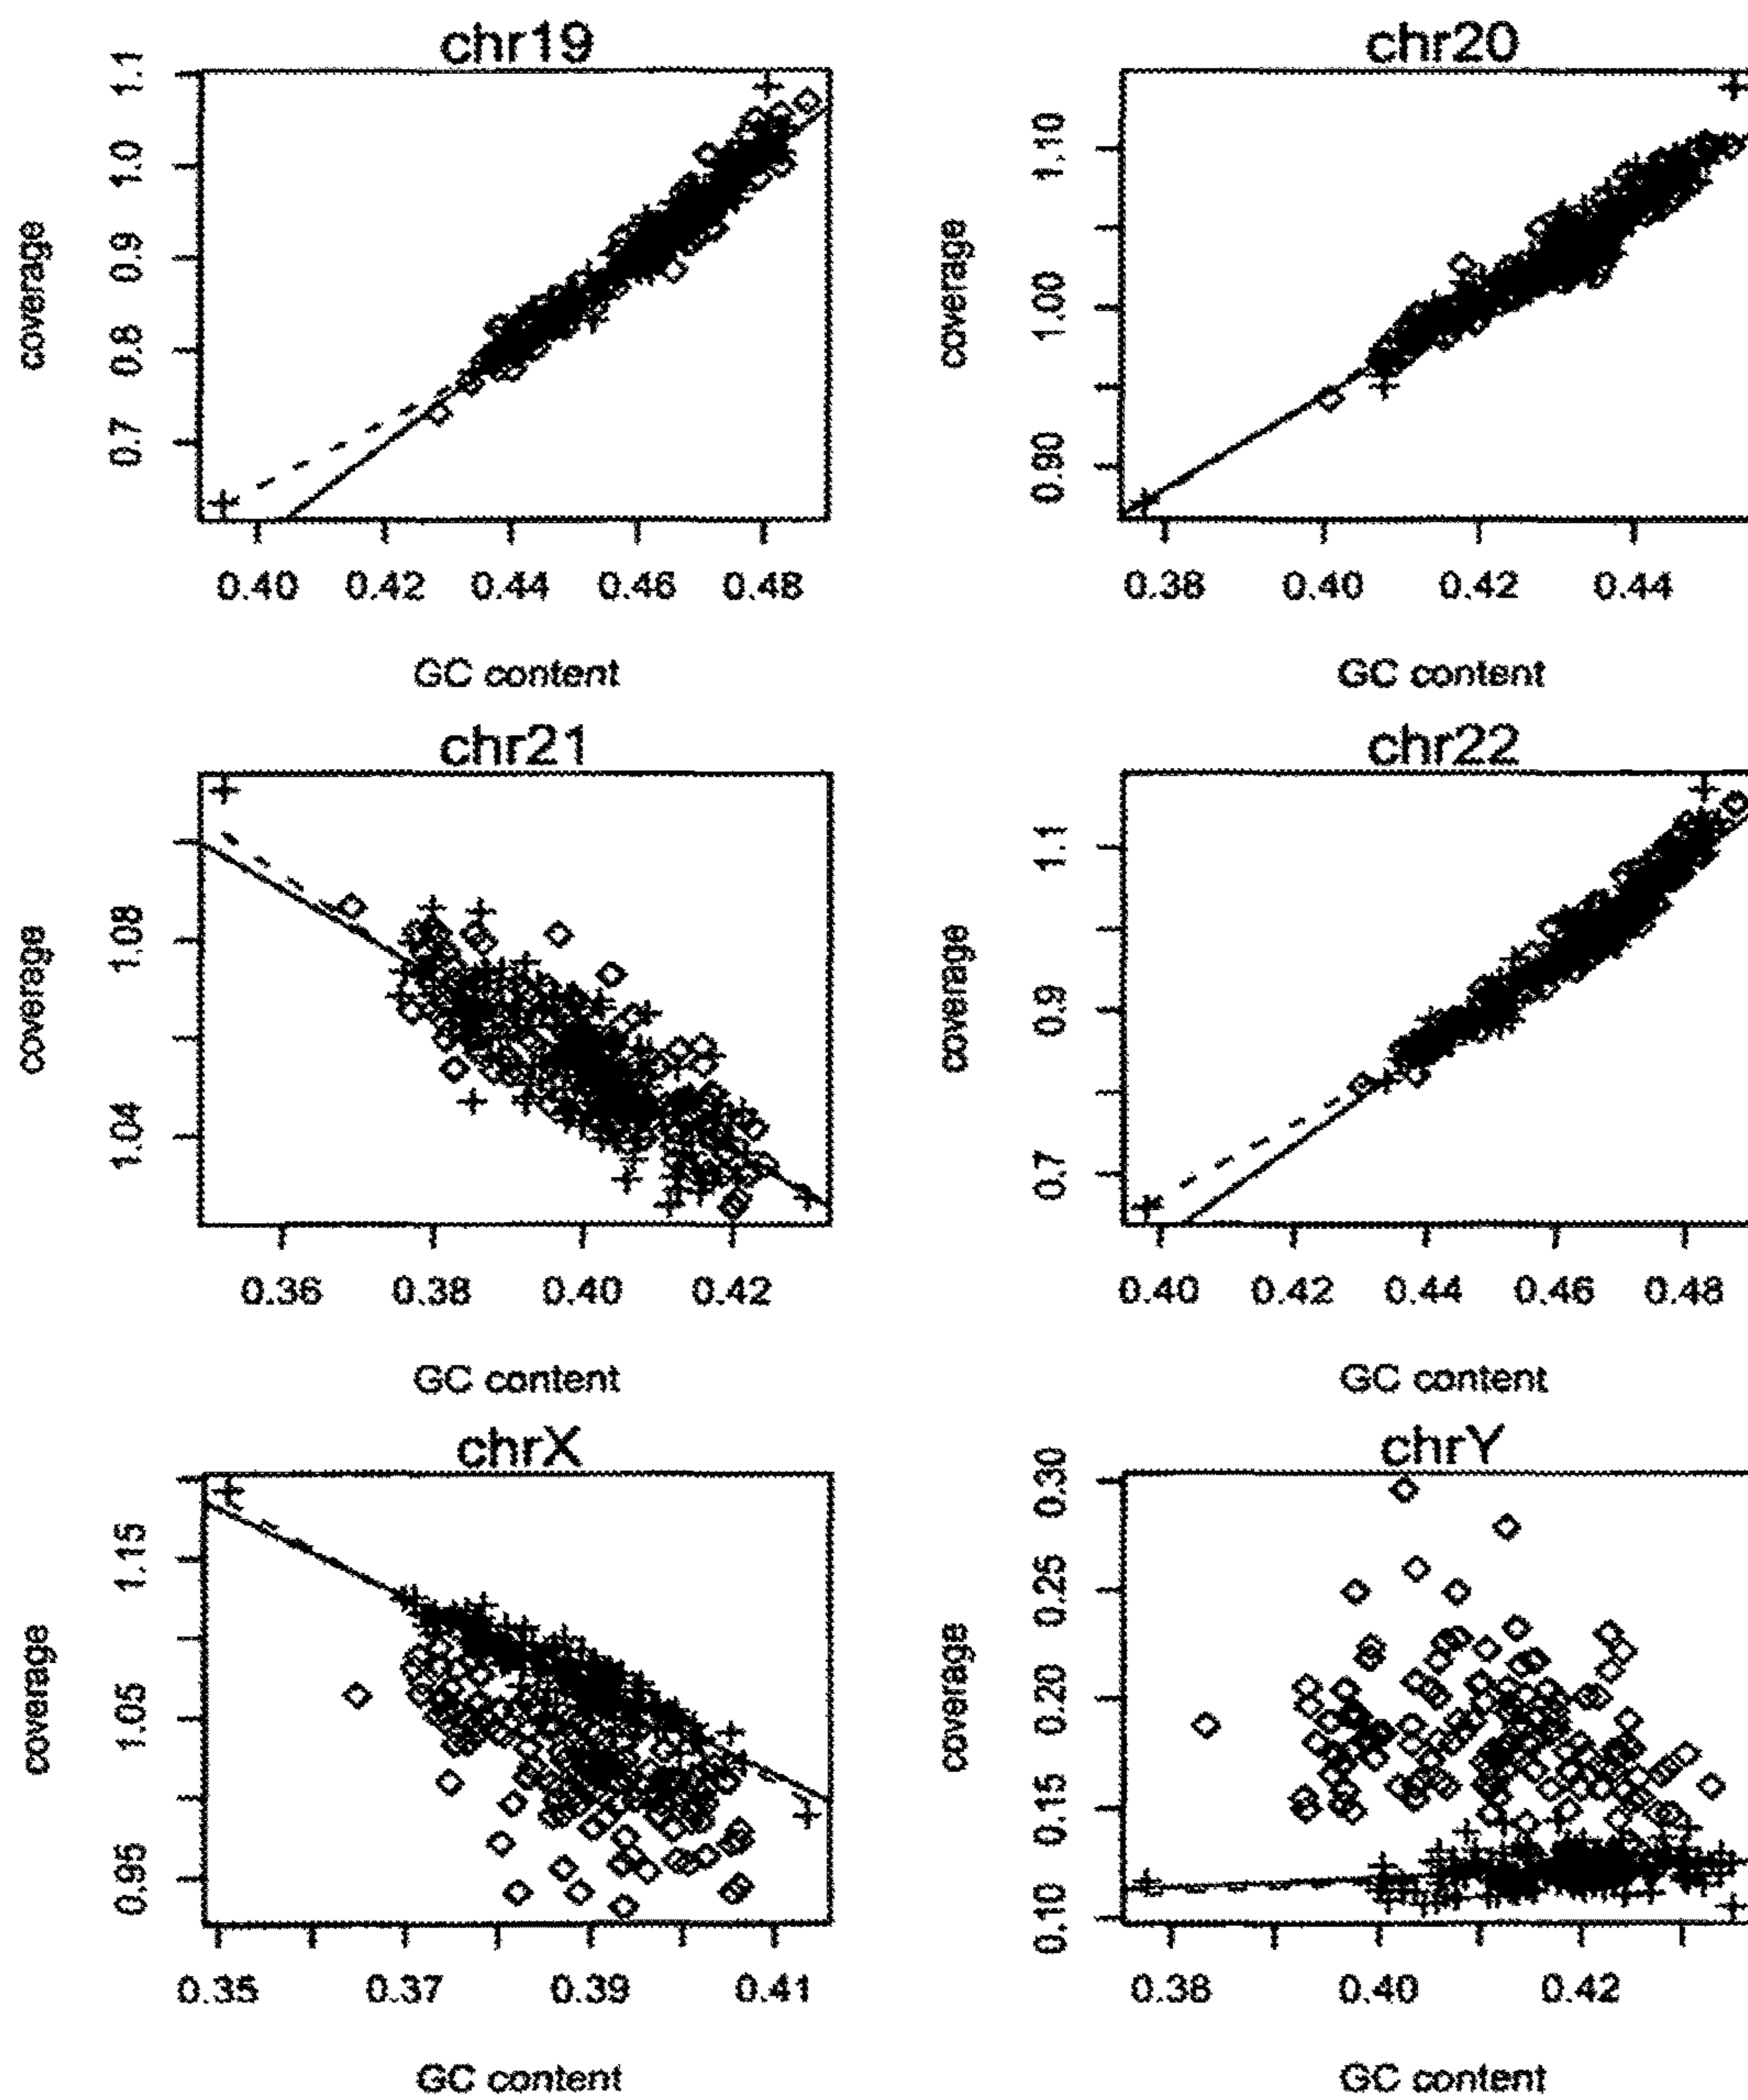 chr19 chr20
coverage 0.7 0.8 0.9 1.0 1.1 coverage 0.90 1.00 1.10
0.40 0.42 0.44 0.46 0.48 0.38 0.40 0.42 0.44
GC content GC content
chr21 chr22
coverage 1.04 1.08 coverage 0.7 0.9 1.1
0.36 0.38 0.40 0.42 0.40 0.42 0.44 0.46 0.48
GC content GC content
chrX chrY
coverage 0.95 1.05 1.15 coverage 0.10 0.15 0.20 0.25 0.30
0.35 0.37 0.39 0.41 0.38 0.40 0.42
GC content GC content